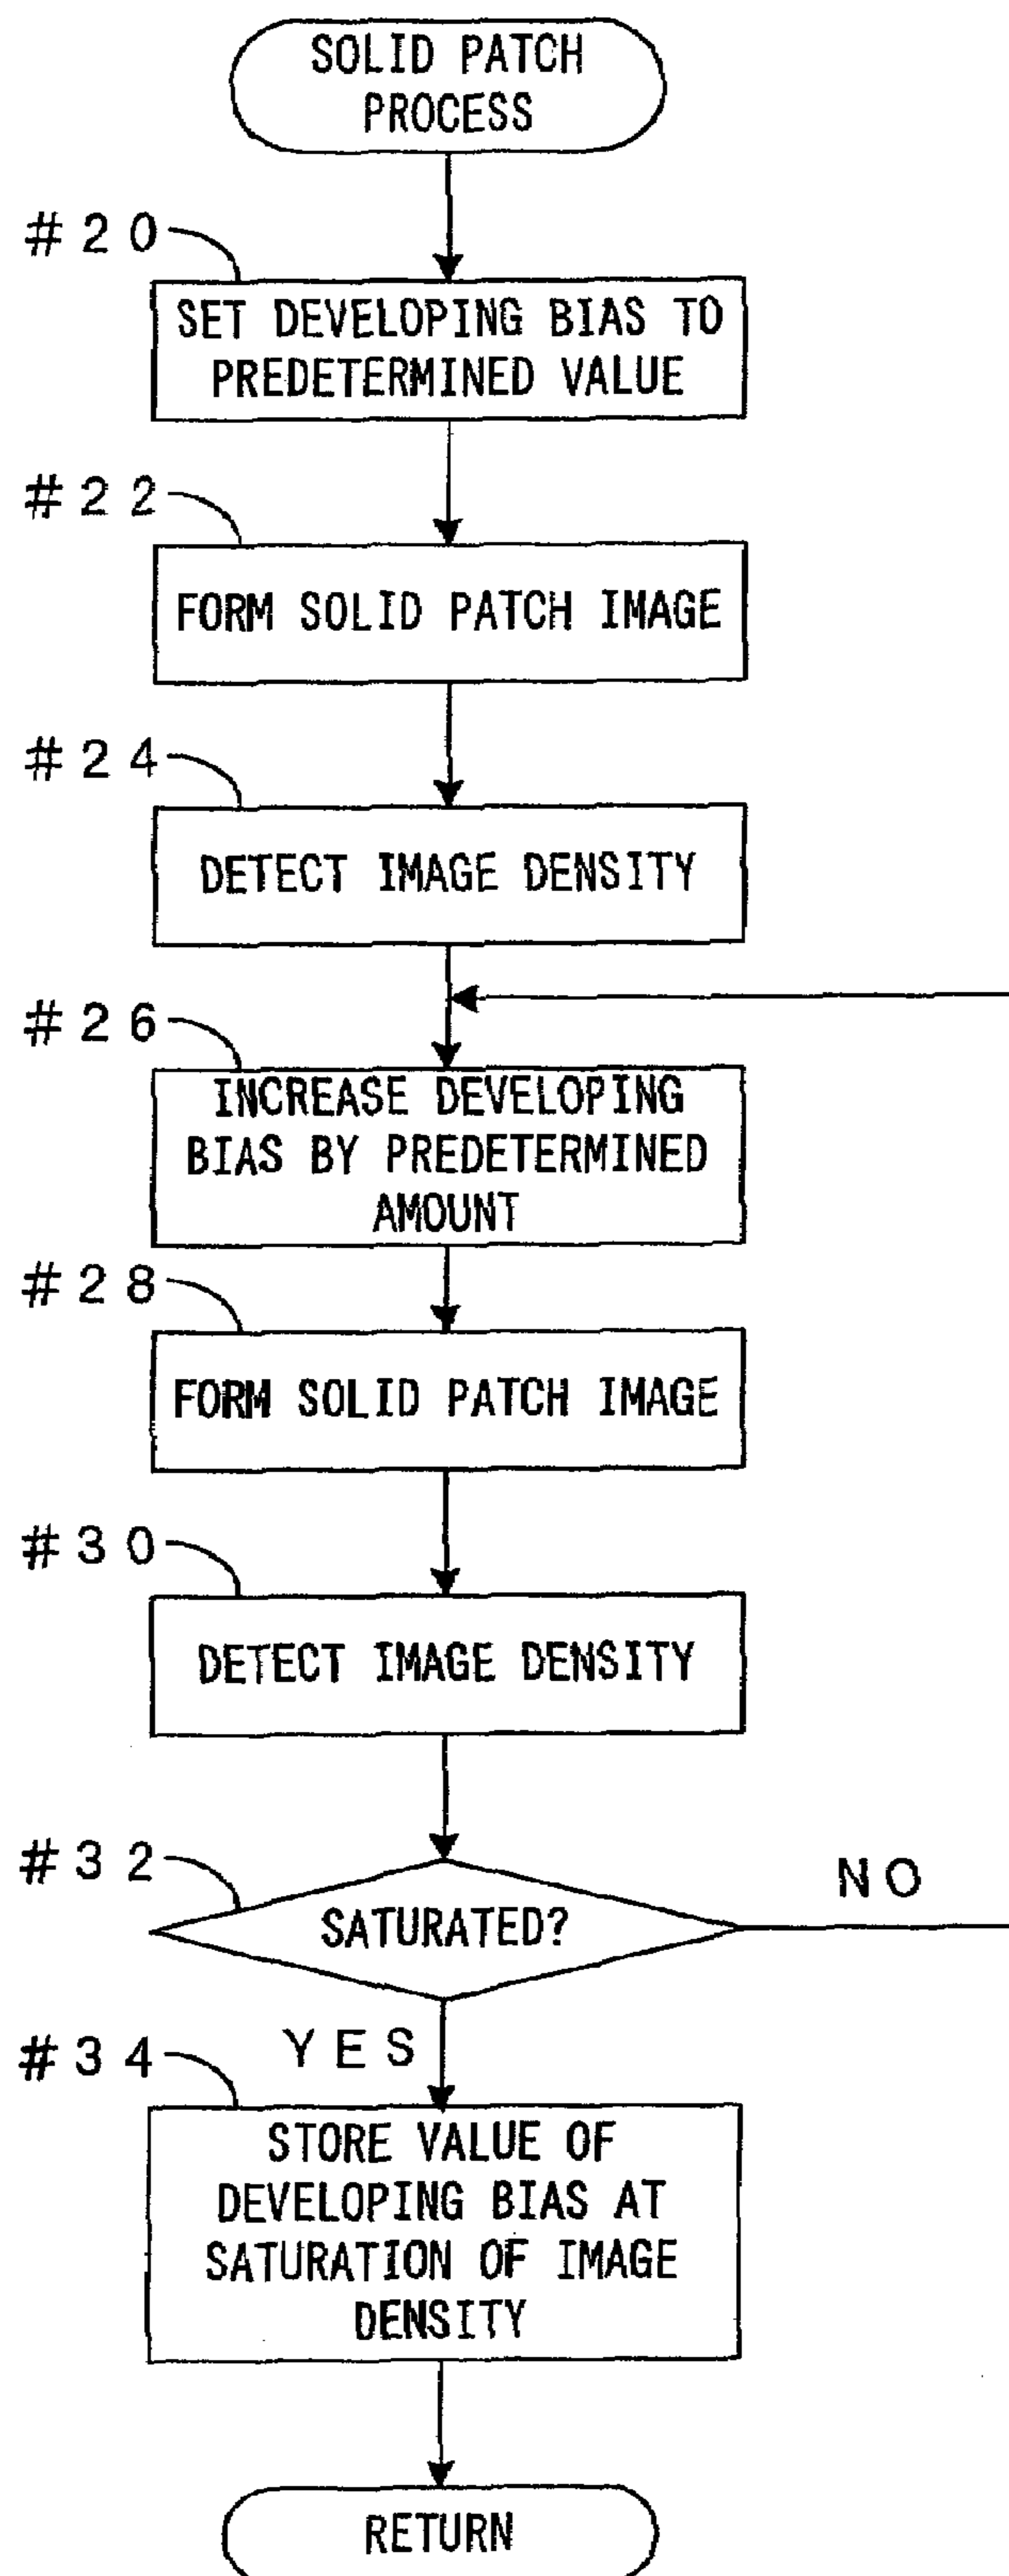 SOLID PATCH
PROCESS
#20
SET DEVELOPING BIAS TO
PREDETERMINED VALUE
#22
FORM SOLID PATCH IMAGE
#24
DETECT IMAGE DENSITY
#26
INCREASE DEVELOPING
BIAS BY PREDETERMINED
AMOUNT
#28
FORM SOLID PATCH IMAGE
#30
DETECT IMAGE DENSITY
#32
SATURATED?
NO
YES
#34
STORE VALUE OF
DEVELOPING BIAS AT
SATURATION OF IMAGE
DENSITY
RETURN